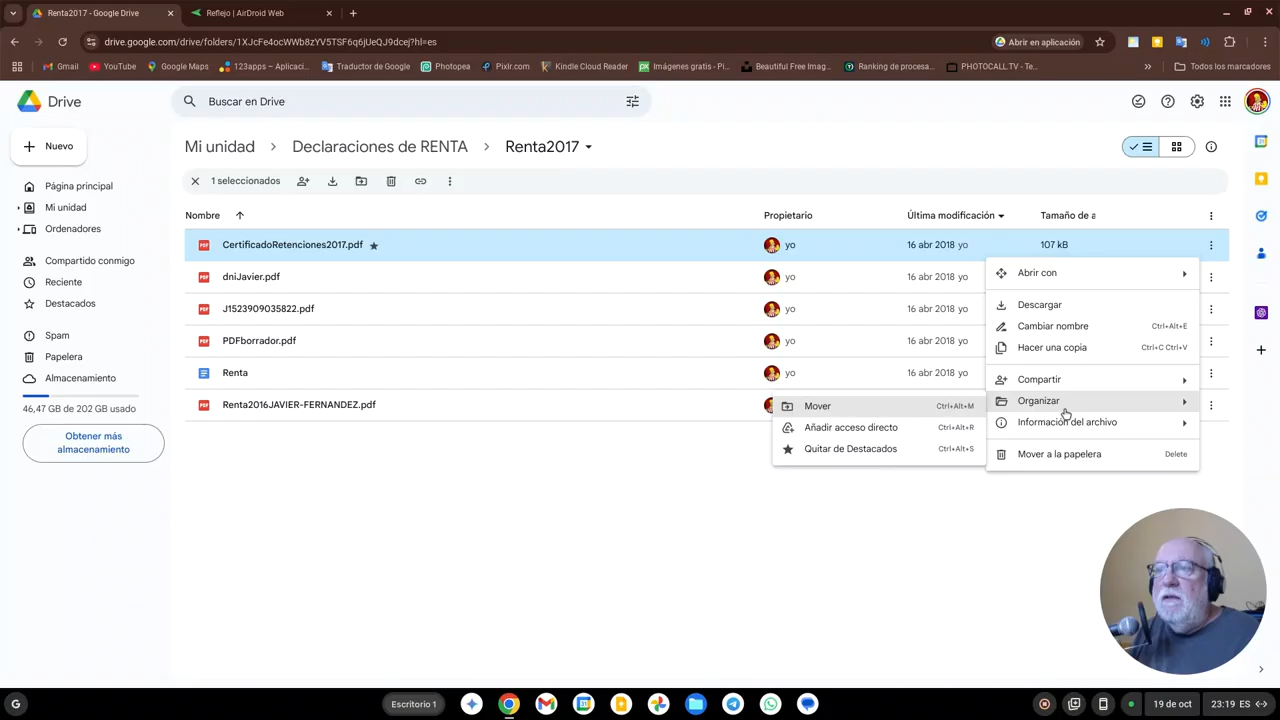 Renta2017 - Google Drive
Reflejo | AirDroid Web
drive.google.com/drive/folders/1XJcFe4ocWWb8zYV5TSF6q6jUeQJ9dcej?hl=es
Abrir en aplicación
Gmail
YouTube
Google Maps
123apps – Aplicaci...
Traductor de Google
Photopea
Pixlr.com
Kindle Cloud Reader
Imágenes gratis - Pi...
Beautiful Free Imag...
Ranking de procesa...
PHOTOCALL.TV - Te...
Todos los marcadores
Drive
Buscar en Drive
Nuevo
Mi unidad
Declaraciones de RENTA
Renta2017
1 seleccionados
Página principal
Mi unidad
Ordenadores
Compartido conmigo
Reciente
Destacados
Spam
Papelera
Almacenamiento
46,47 GB de 202 GB usado
Obtener más
almacenamiento
Nombre
Propietario
Última modificación
Tamaño de a
CertificadoRetenciones2017.pdf
yo
16 abr 2018 yo
107 kB
dniJavier.pdf
yo
16 abr 2018 yo
J1523909035822.pdf
yo
16 abr 2018 yo
PDFborrador.pdf
yo
16 abr 2018 yo
Renta
yo
16 abr 2018 yo
Renta2016JAVIER-FERNANDEZ.pdf
Abrir con
Descargar
Cambiar nombre Ctrl+Alt+E
Hacer una copia Ctrl+C Ctrl+V
Compartir
Organizar
Información del archivo
Mover a la papelera Delete
Mover Ctrl+Alt+M
Añadir acceso directo Ctrl+Alt+R
Quitar de Destacados Ctrl+Alt+S
G
Escritorio 1
19 de oct
23:19 ES